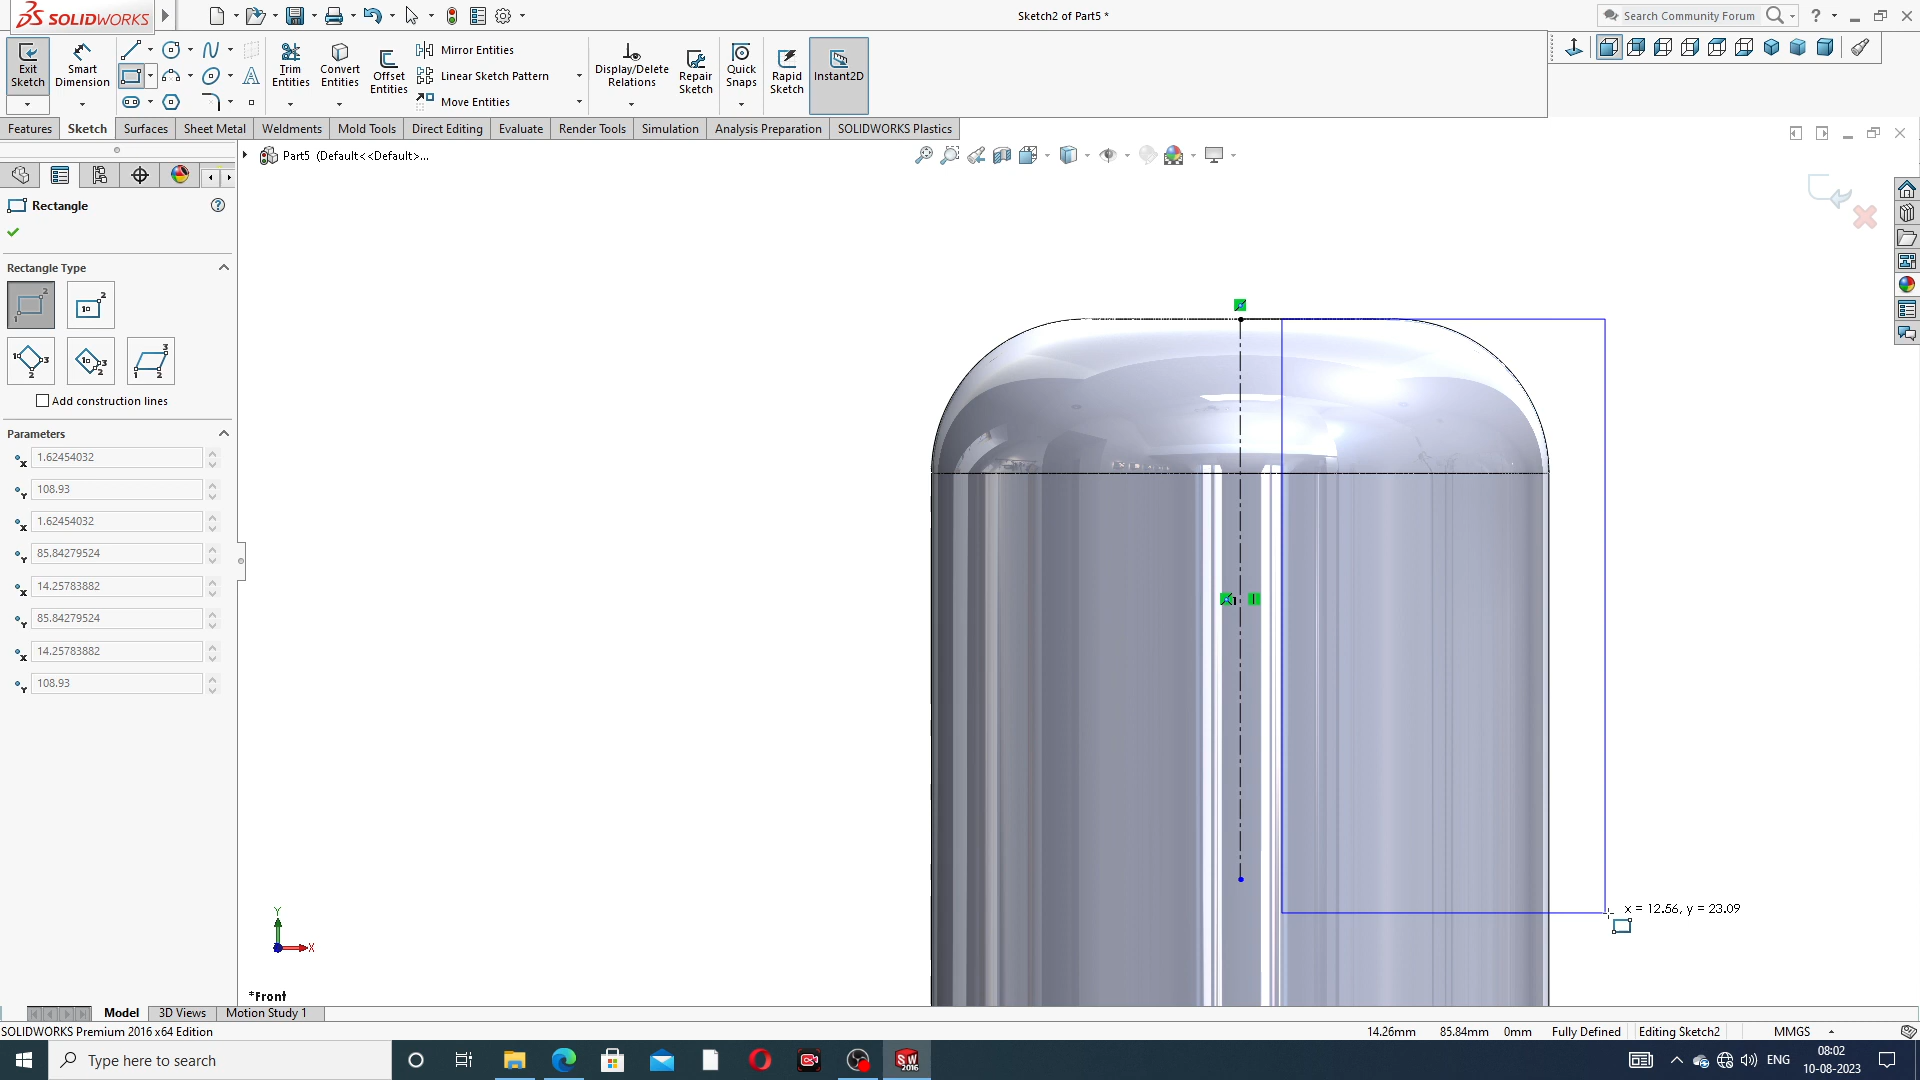 SOLIDWORKS
Sketch2 of Part5 *
Search Community Forum
Exit Sketch
Smart Dimension
Trim Entities
Convert Entities
Offset Entities
Mirror Entities
Linear Sketch Pattern
Move Entities
Display/Delete Relations
Repair Sketch
Quick Snaps
Rapid Sketch
Instant2D
Features
Sketch
Surfaces
Sheet Metal
Weldments
Mold Tools
Direct Editing
Evaluate
Render Tools
Simulation
Analysis Preparation
SOLIDWORKS Plastics
Part5 (Default<<Default>...
Rectangle
Rectangle Type
Add construction lines
Parameters
1.62454032
108.93
1.62454032
85.84279524
14.25783882
85.84279524
14.25783882
108.93
1
x = 12.56, y = 23.09
Y
X
*Front
Model
3D Views
Motion Study 1
SOLIDWORKS Premium 2016 x64 Edition
14.26mm
85.84mm
0mm
Fully Defined
Editing Sketch2
MMGS
Type here to search
SW
2016
ENG
08:02
10-08-2023